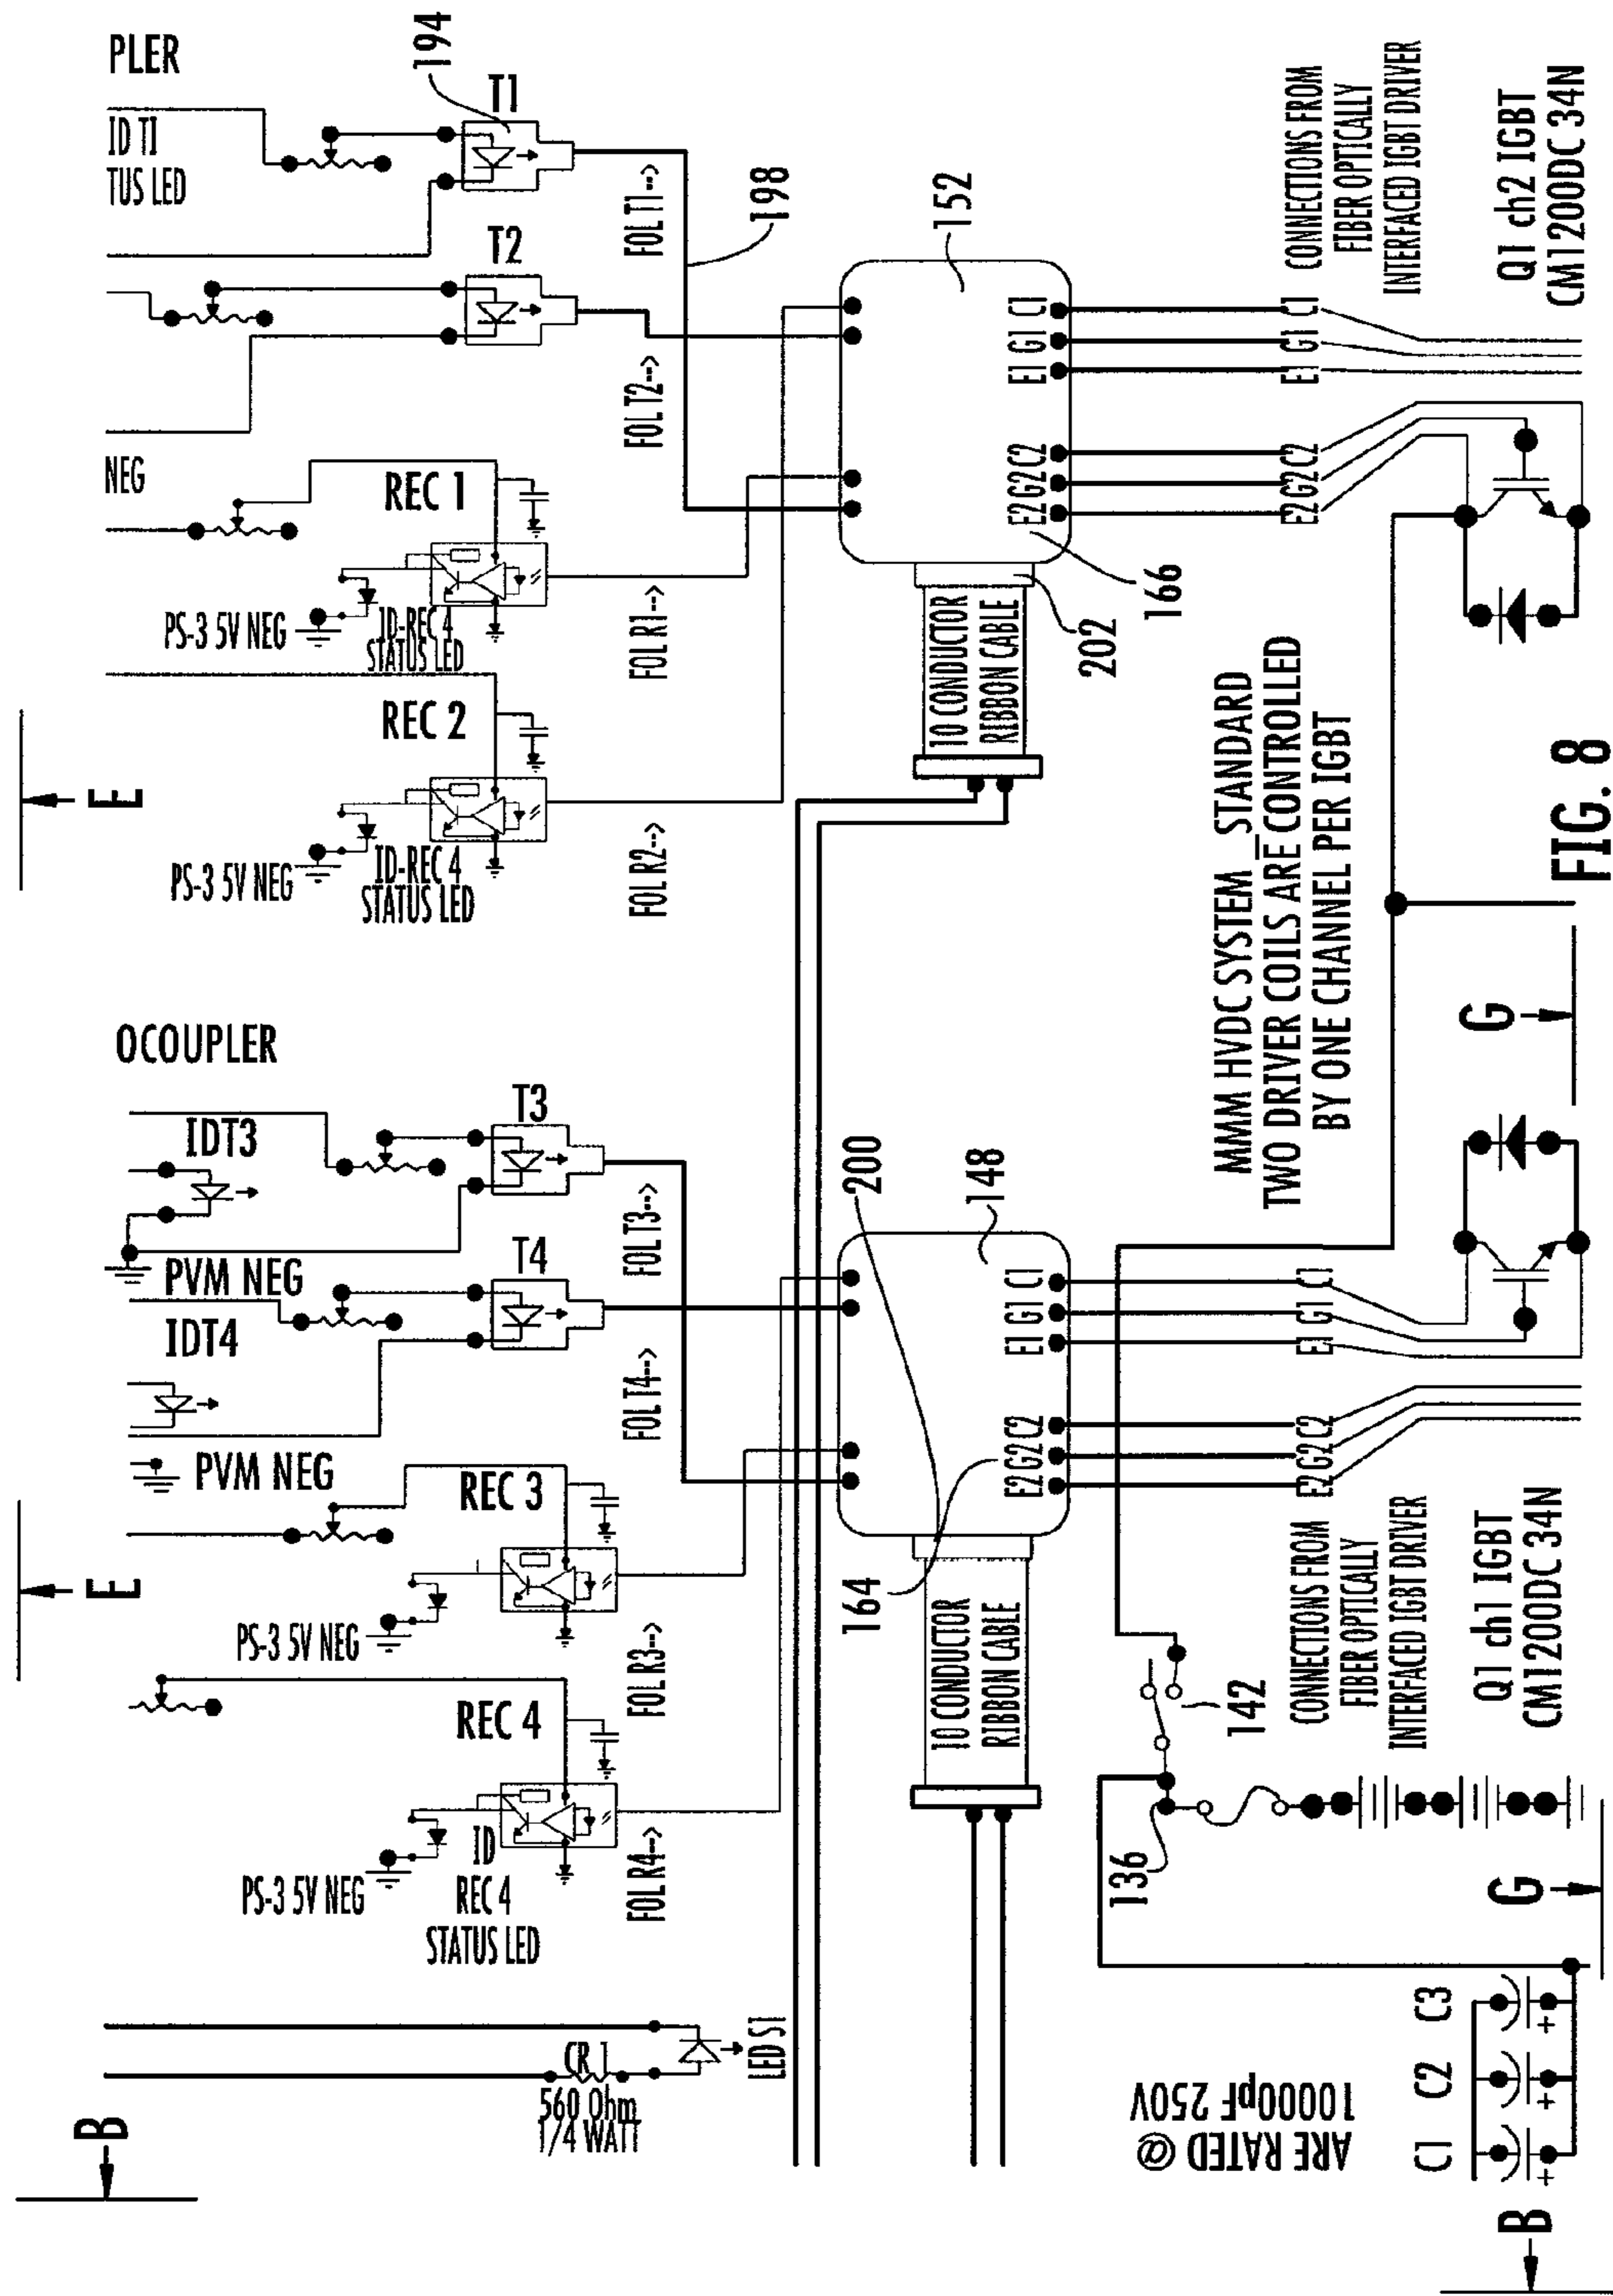 B
E
E
PLER
ID TI
TUS LED
194
T1
T2
NEG
REC 1
PS-3 5V NEG
ID-REC 4
STATUS LED
REC 2
PS-3 5V NEG
ID-REC 4
STATUS LED
OCOUPLER
IDT3
T3
PVM NEG
IDT4
T4
PVM NEG
REC 3
PS-3 5V NEG
REC 4
PS-3 5V NEG
ID
REC 4
STATUS LED
CR 1
560 Ohm
1/4 WATT
LED S1
FOL R4-->
FOL R3-->
FOL T4-->
FOL T3-->
FOL R2-->
FOL R1-->
FOL T2-->
FOL T1-->
198
10 CONDUCTOR
RIBBON CABLE
164
200
148
E2 G2 C2
E1 G1 C1
10 CONDUCTOR
RIBBON CABLE
202
166
152
E2 G2 C2
E1 G1 C1
ARE RATED @
10000pF 250V
C1
C2
C3
136
142
CONNECTIONS FROM
FIBER OPTICALLY
INTERFACED IGBT DRIVER
Q1 ch1 IGBT
CM1200DC 34N
E2 G2 C2
E1 G1 C1
MMM HVDC SYSTEM_STANDARD
TWO DRIVER COILS ARE CONTROLLED
BY ONE CHANNEL PER IGBT
E2 G2 C2
E1 G1 C1
CONNECTIONS FROM
FIBER OPTICALLY
INTERFACED IGBT DRIVER
Q1 ch2 IGBT
CM1200DC 34N
B
G
G
FIG. 8